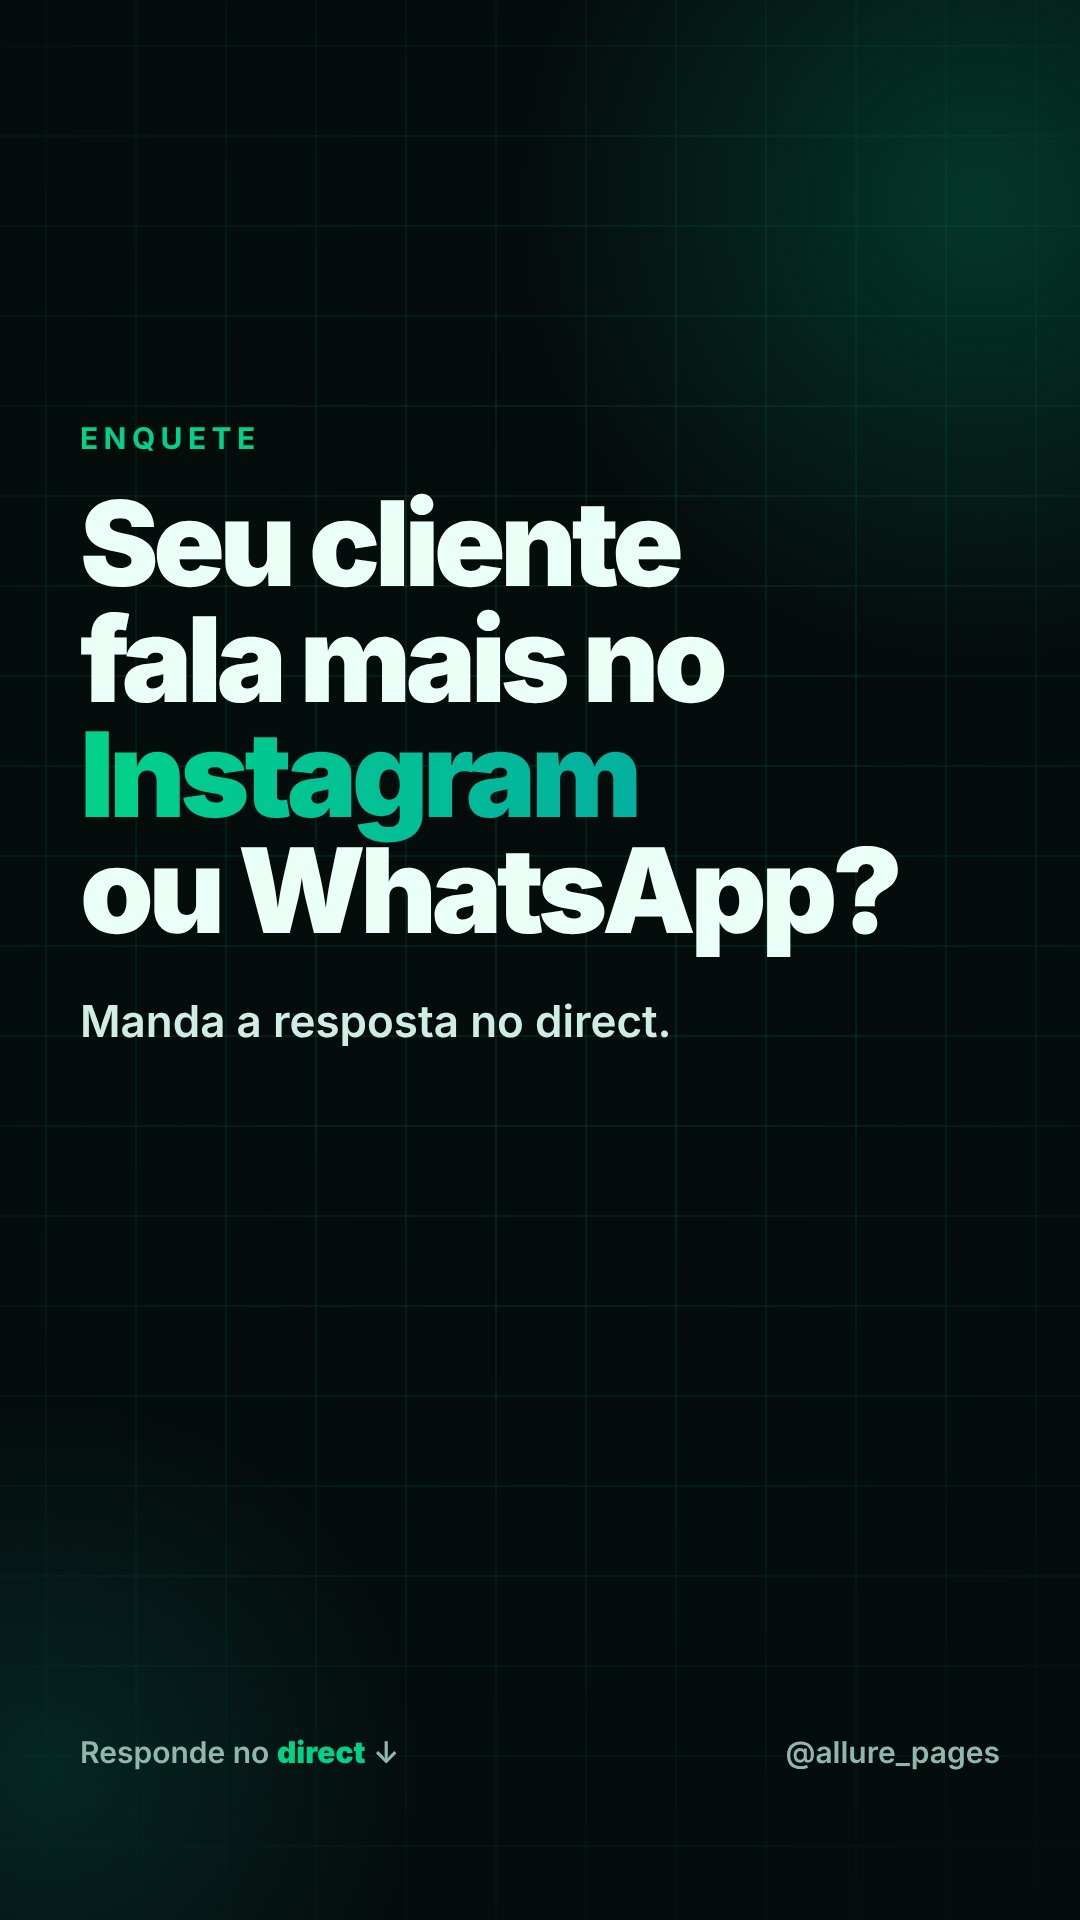 ENQUETE
Seu cliente
fala mais no
Instagram
ou WhatsApp?
Manda a resposta no direct.
Responde no direct ↓
@allure_pages